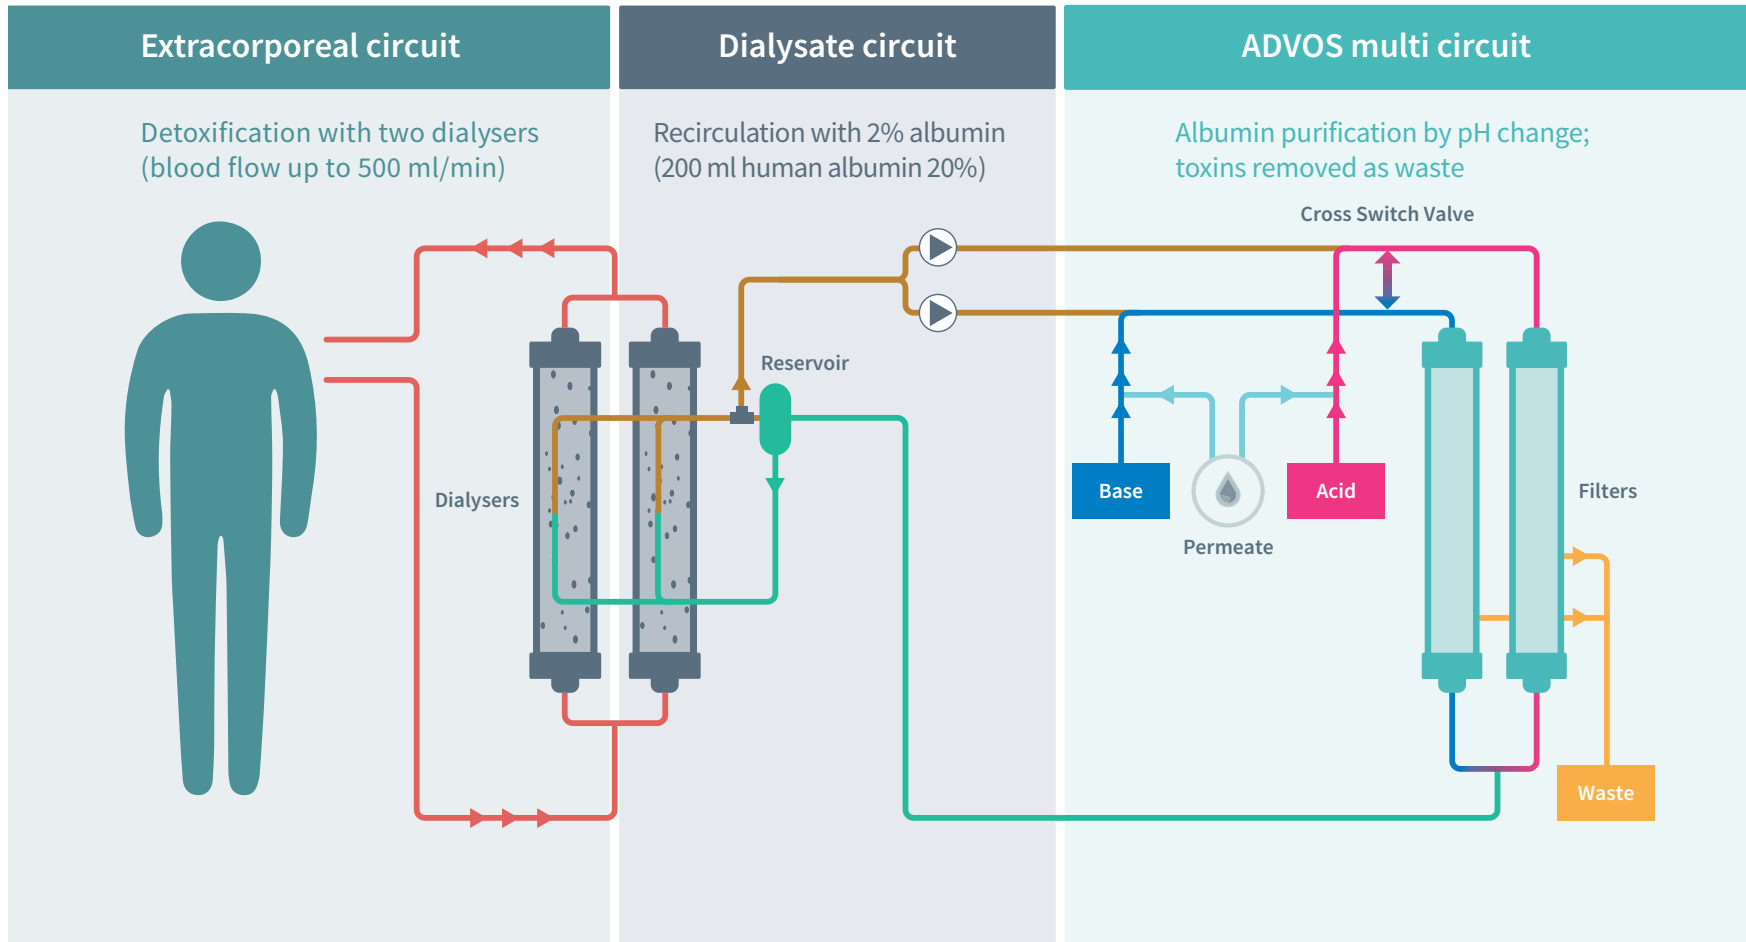 Extracorporeal circuit
Dialysate circuit
ADVOS multi circuit
Detoxification with two dialysers
(blood flow up to 500 ml/min)
Recirculation with 2% albumin
(200 ml human albumin 20%)
Albumin purification by pH change;
toxins removed as waste
Cross Switch Valve
Reservoir
Dialysers
Base
Acid
Filters
Permeate
Waste